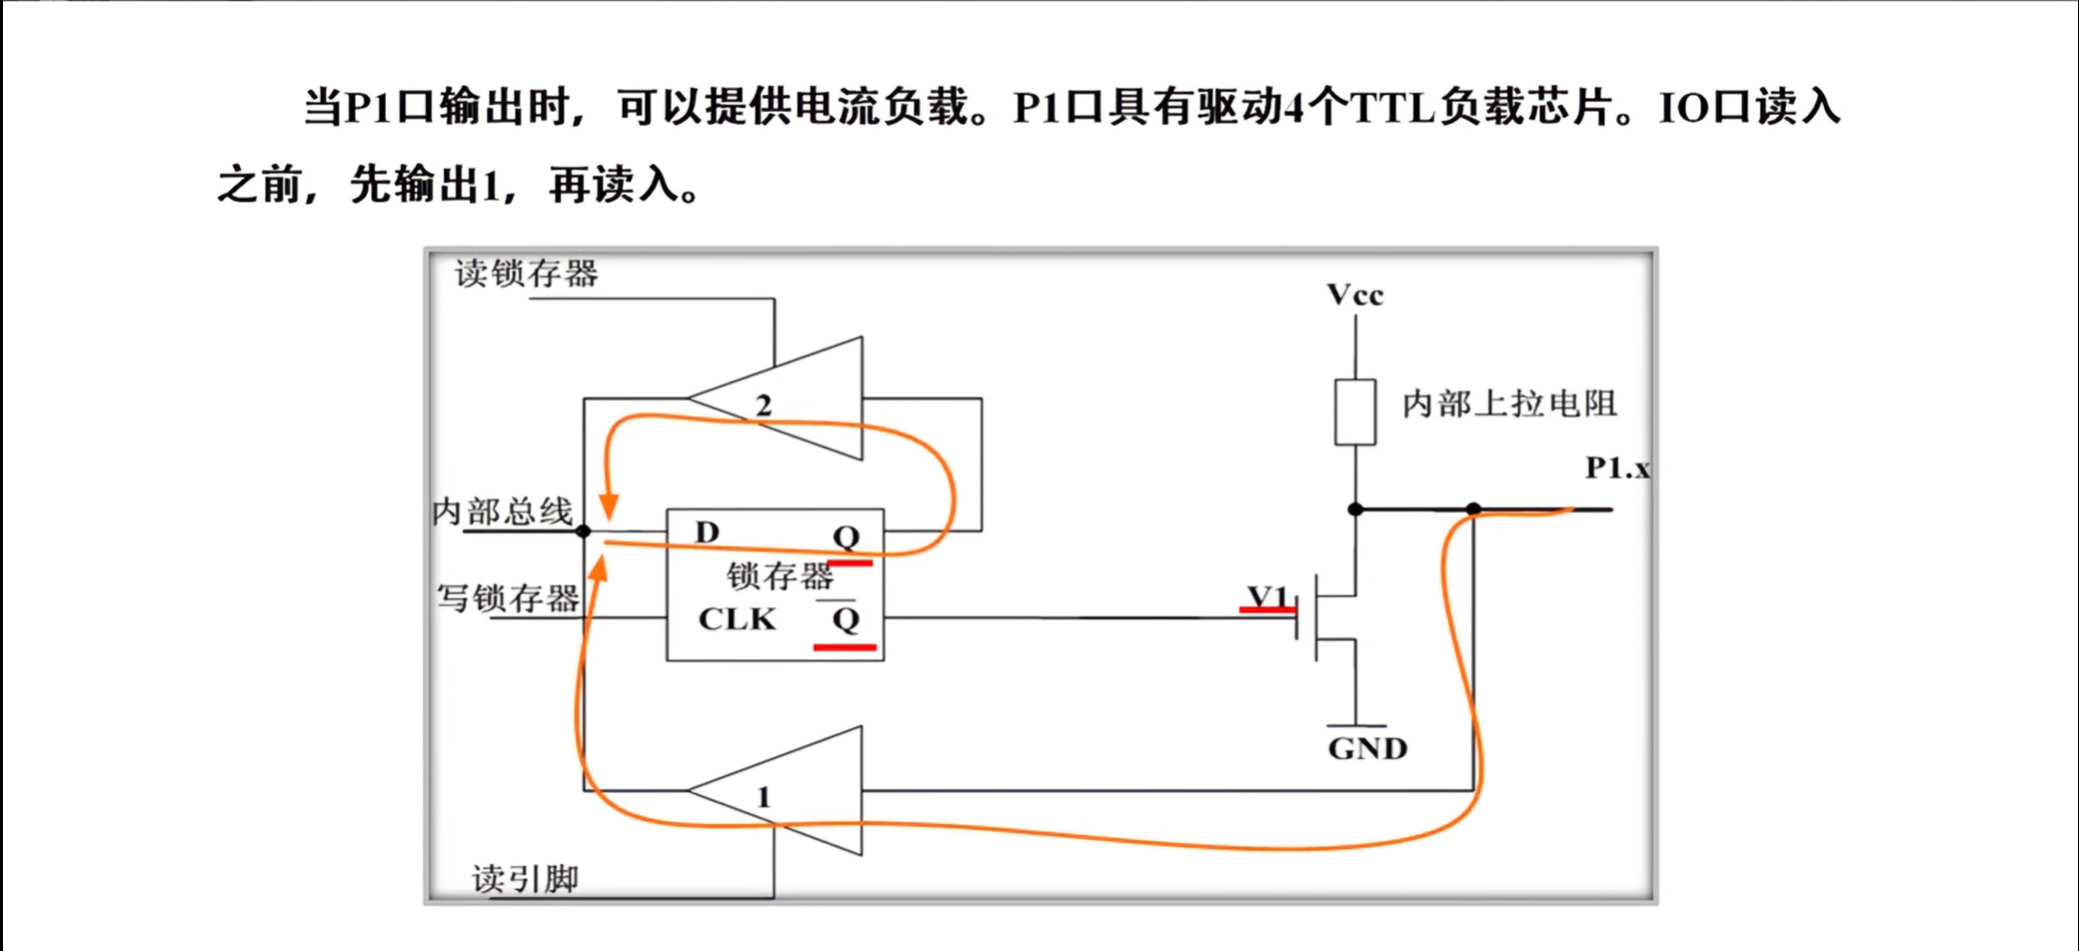 当P1口输出时，可以提供电流负载。P1口具有驱动4个TTL负载芯片。IO口读入
之前，先输出1，再读入。
读锁存器
Vcc
2
内部上拉电阻
P1.x
内部总线
D Q
锁存器
写锁存器
CLK Q̅
V1
GND
1
读引脚